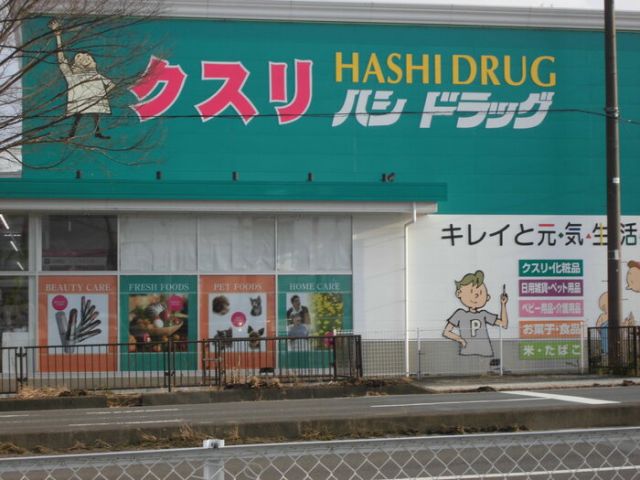 クスリ
HASHI DRUG
ハシ ドラッグ
キレイと元・気・生活
クスリ・化粧品
日用雑貨・ペット用品
ベビー用品・介護用品
お菓子・食品
米・たばこ
P
BEAUTY CARE
FRESH FOODS
PET FOODS
HOME CARE